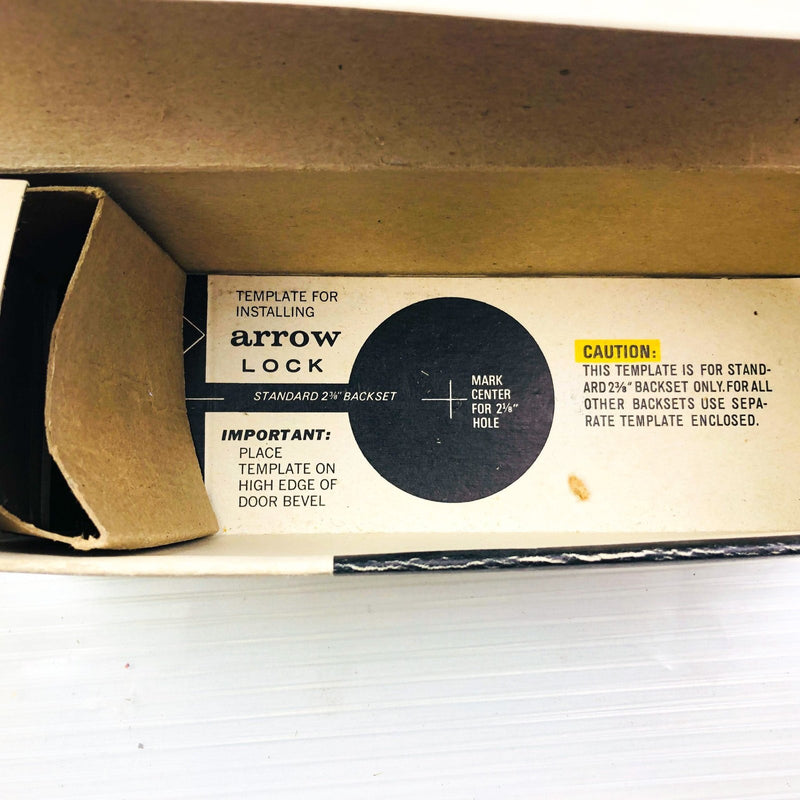 TEMPLATE FOR
INSTALLING
arrow
LOCK
STANDARD 2⅜" BACKSET
IMPORTANT:
PLACE
TEMPLATE ON
HIGH EDGE OF
DOOR BEVEL
MARK
CENTER
FOR 2⅛"
HOLE
CAUTION:
THIS TEMPLATE IS FOR STAND-
ARD 2⅜" BACKSET ONLY. FOR ALL
OTHER BACKSETS USE SEPA-
RATE TEMPLATE ENCLOSED.